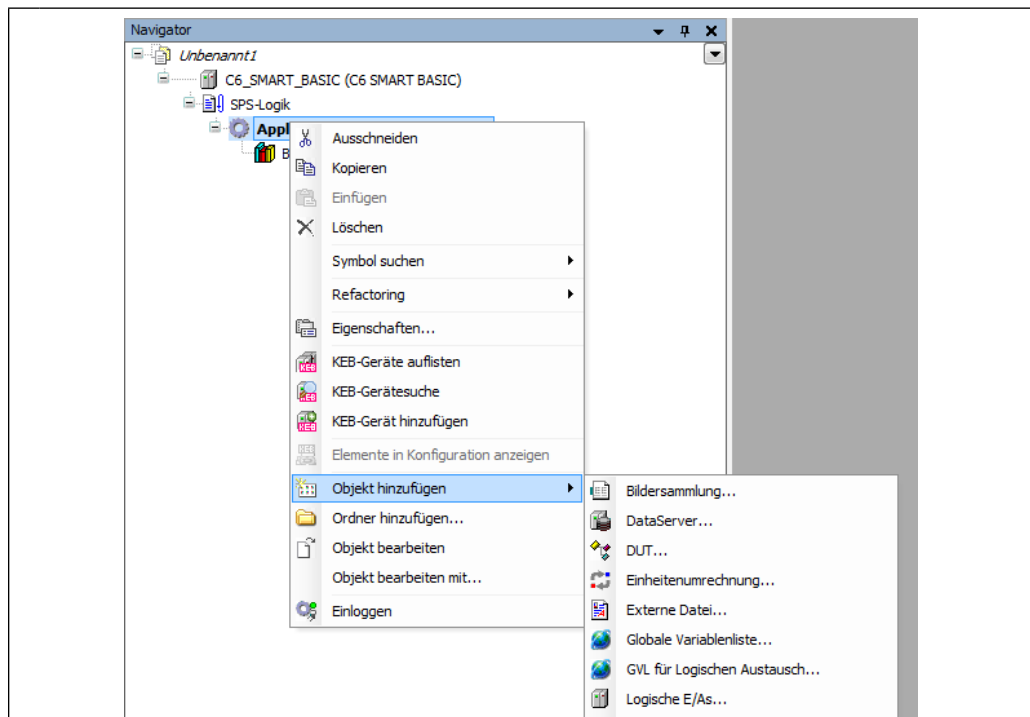 Navigator
Unbenannt1
C6_SMART_BASIC (C6 SMART BASIC)
SPS-Logik
Appl
B
Ausschneiden
Kopieren
Einfügen
Löschen
Symbol suchen
Refactoring
Eigenschaften...
KEB-Geräte auflisten
KEB-Gerätesuche
KEB-Gerät hinzufügen
Elemente in Konfiguration anzeigen
Objekt hinzufügen
Ordner hinzufügen...
Objekt bearbeiten
Objekt bearbeiten mit...
Einloggen
Bildersammlung...
DataServer...
DUT...
Einheitenumrechnung...
Externe Datei...
Globale Variablenliste...
GVL für Logischen Austausch...
Logische E/As...